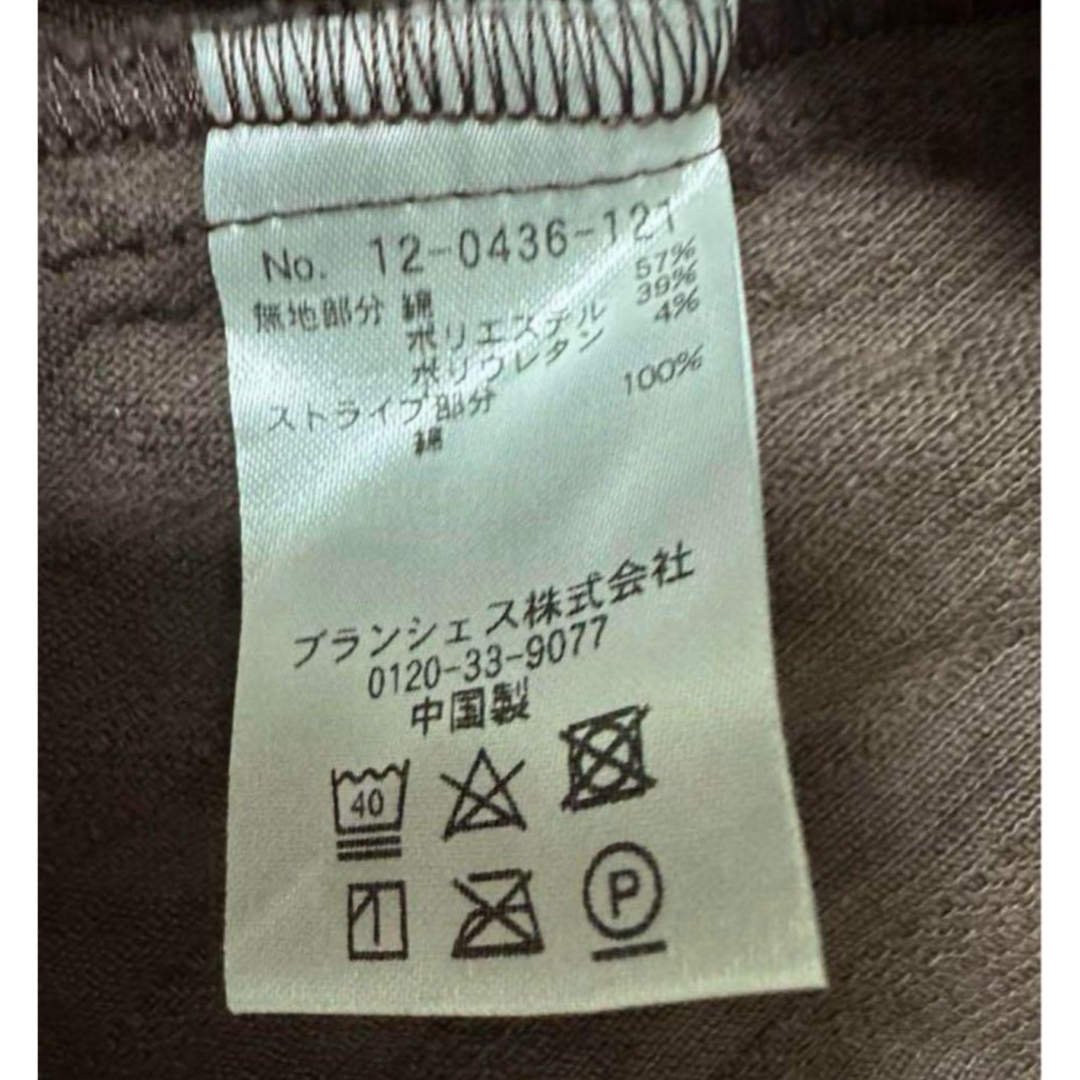 No. 12-0436-121
無地部分 綿 57%
ポリエステル 39%
ポリウレタン 4%
ストライプ部分
綿 100%
ブランシェス株式会社
0120-33-9077
中国製
40
P